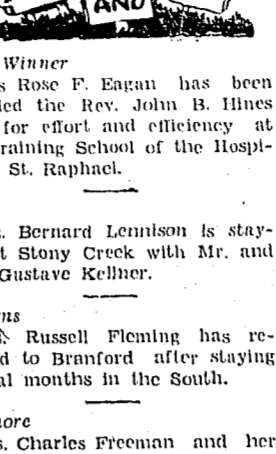 AND
Winner
s Rose F. Eagan has been
ded the Rev. John B. Hines
for effort and efficiency at
raining School of the Hospi-
St. Raphael.
. Bernard Lennison is stay-
t Stony Creek with Mr. and
Gustave Kellner.
ns
Russell Fleming has re-
d to Branford after staying
al months in the South.
ore
s. Charles Freeman and her